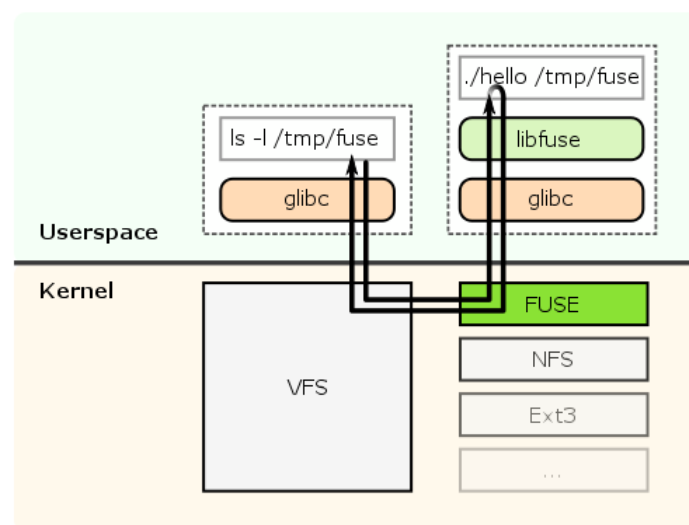 ./hello /tmp/fuse
ls -l /tmp/fuse
libfuse
glibc
glibc
Userspace
Kernel
FUSE
NFS
VFS
Ext3
...